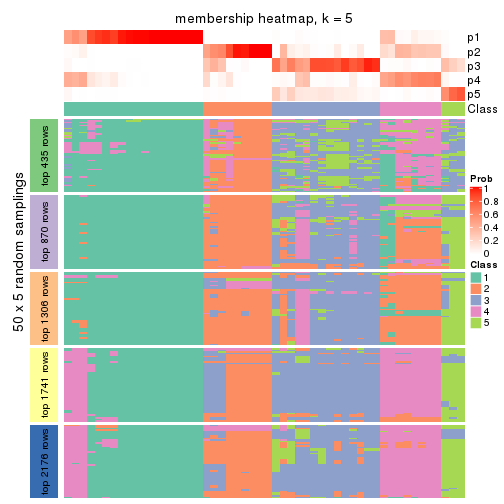 membership heatmap, k = 5
p1
p2
p3
p4
p5
Class
50 x 5 random samplings
top 435 rows
top 870 rows
top 1306 rows
top 1741 rows
top 2176 rows
Prob
1
0.8
0.6
0.4
0.2
0
Class
1
2
3
4
5